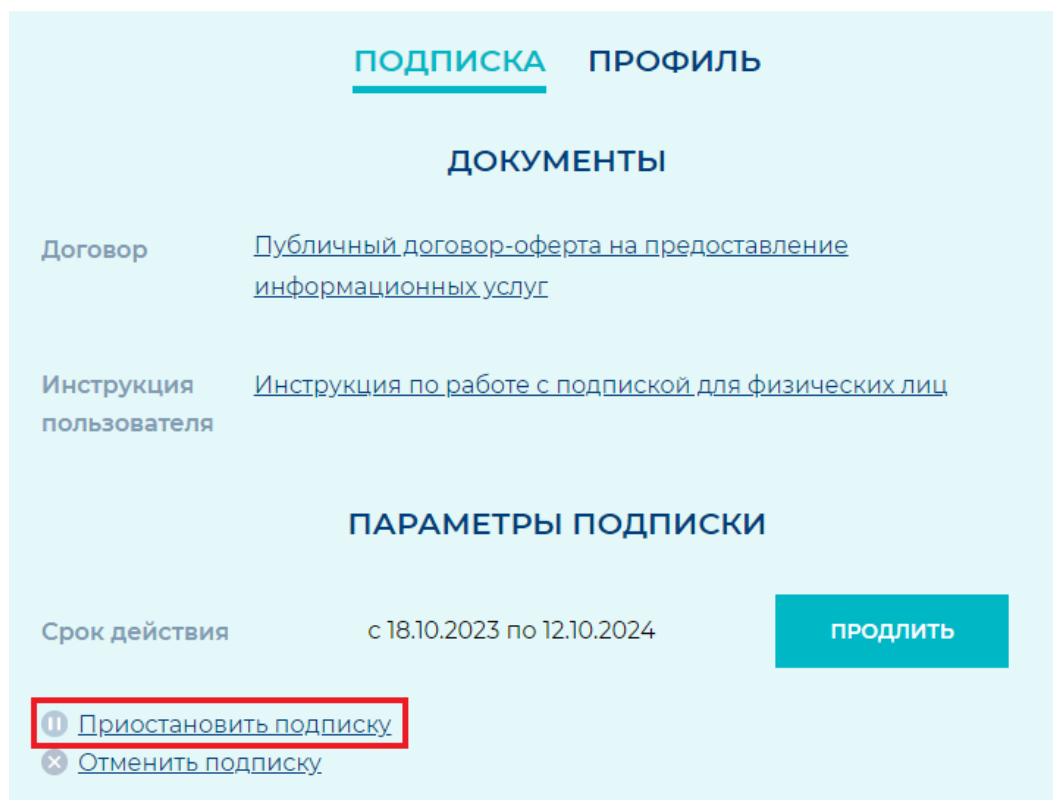 ПОДПИСКА ПРОФИЛЬ
ДОКУМЕНТЫ
Договор Публичный договор-оферта на предоставление
информационных услуг
Инструкция Инструкция по работе с подпиской для физических лиц
пользователя
ПАРАМЕТРЫ ПОДПИСКИ
Срок действия с 18.10.2023 по 12.10.2024 ПРОДЛИТЬ
Приостановить подписку
Отменить подписку